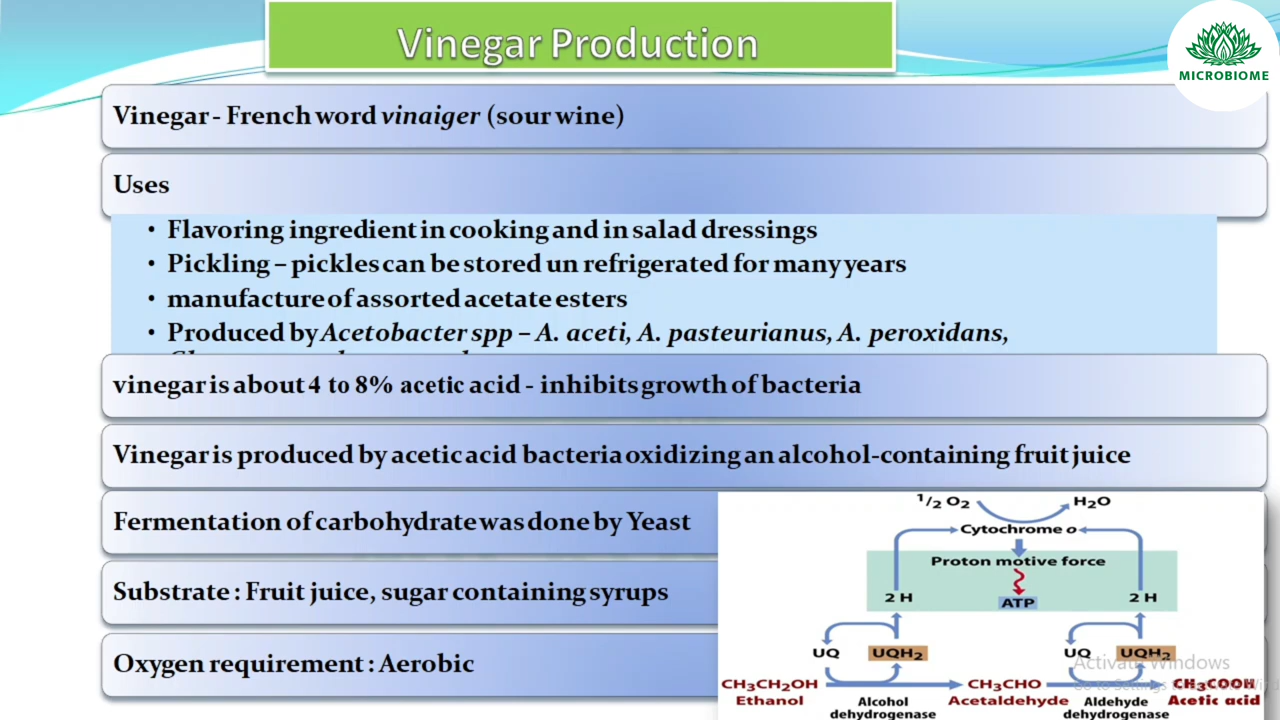 Vinegar Production
MICROBIOME
Vinegar - French word vinaiger (sour wine)
Uses
• Flavoring ingredient in cooking and in salad dressings
• Pickling – pickles can be stored un refrigerated for many years
• manufacture of assorted acetate esters
• Produced by Acetobacter spp – A. aceti, A. pasteurianus, A. peroxidans,
vinegar is about 4 to 8% acetic acid - inhibits growth of bacteria
Vinegar is produced by acetic acid bacteria oxidizing an alcohol-containing fruit juice
Fermentation of carbohydrate was done by Yeast
Substrate : Fruit juice, sugar containing syrups
Oxygen requirement : Aerobic
1/2 O2 H2O
Cytochrome o
Proton motive force
2 H ATP 2 H
UQ UQH2 UQ UQH2
CH3CH2OH CH3CHO CH3COOH
Ethanol Alcohol dehydrogenase Acetaldehyde Aldehyde dehydrogenase Acetic acid
Activate Windows
Go to Settings to